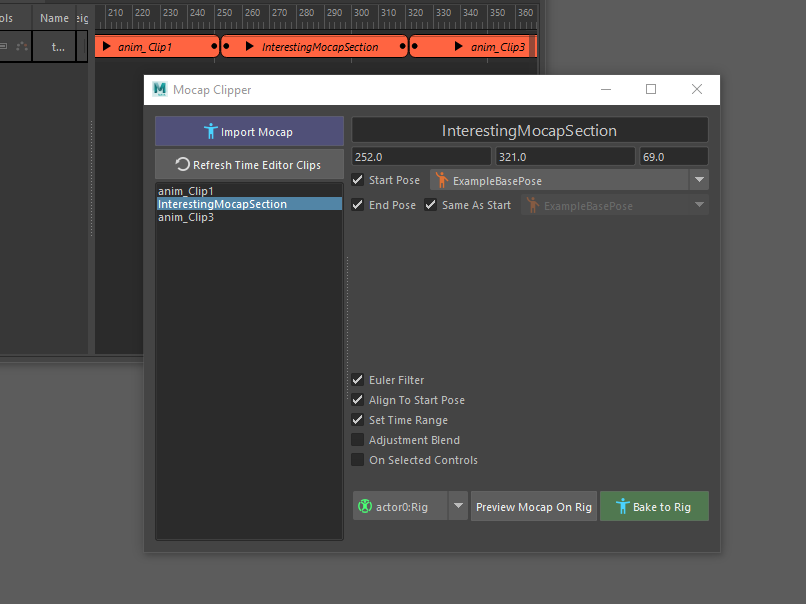 ols Name eig 210 220 230 240 250 260 270 280 290 300 310 320 330 340 350 360
t... anim_Clip1 InterestingMocapSection anim_Clip3
Mocap Clipper
Import Mocap
Refresh Time Editor Clips
anim_Clip1
InterestingMocapSection
anim_Clip3
InterestingMocapSection
252.0 321.0 69.0
Start Pose ExampleBasePose
End Pose Same As Start ExampleBasePose
Euler Filter
Align To Start Pose
Set Time Range
Adjustment Blend
On Selected Controls
actor0:Rig Preview Mocap On Rig Bake to Rig